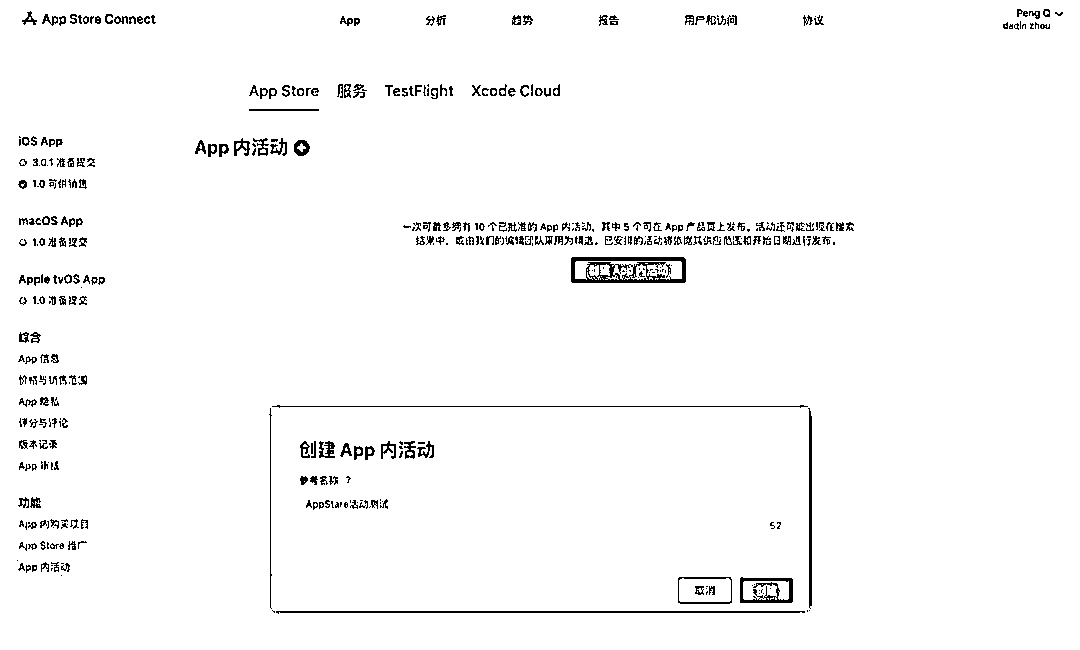 App Store Connect
App
分析
趋势
报告
用户和访问
协议
Peng Q
daqin zhou
App Store
服务
TestFlight
Xcode Cloud
iOS App
3.0.1 准备提交
1.0 可供销售
macOS App
1.0 准备提交
Apple tvOS App
1.0 准备提交
综合
App 信息
价格与销售范围
App 隐私
评分与评论
版本记录
App 审核
功能
App 内购买项目
App Store 推广
App 内活动
App 内活动
一次可最多拥有 10 个已批准的 App 内活动，其中 5 个可在 App 产品页上发布。活动还可能出现在搜索
结果中，或由我们的编辑团队采用为精选。已安排的活动将依据其供应范围和开始日期进行发布。
创建 App 内活动
创建 App 内活动
参考名称 ?
AppStare活动测试
52
取消
创建